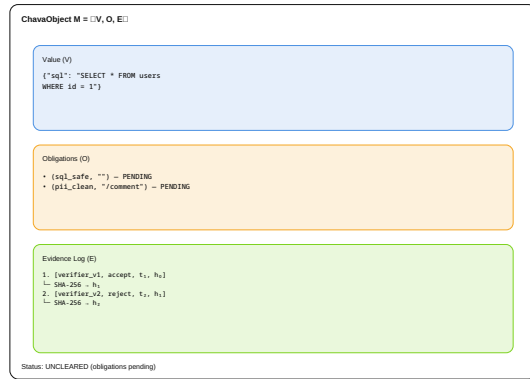 ChavaObject M = □V, O, E□
Value (V)
{"sql": "SELECT * FROM users
WHERE id = 1"}
Obligations (O)
• (sql_safe, "") — PENDING
• (pii_clean, "/comment") — PENDING
Evidence Log (E)
1. [verifier_v1, accept, t₁, h₀]
└─ SHA-256 → h₁
2. [verifier_v2, reject, t₂, h₁]
└─ SHA-256 → h₂
Status: UNCLEARED (obligations pending)